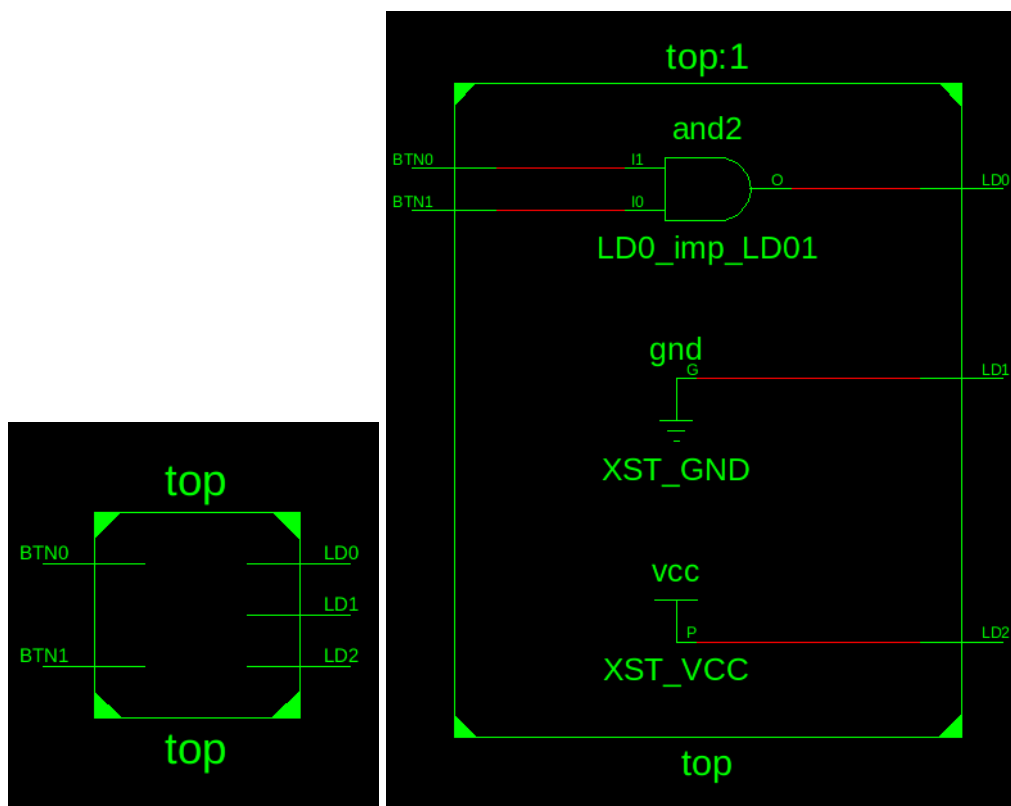 top
BTN0
LD0
LD1
BTN1
LD2
top
top:1
and2
BTN0
I1
O
LD0
BTN1
I0
LD0_imp_LD01
gnd
G
LD1
XST_GND
vcc
P
LD2
XST_VCC
top